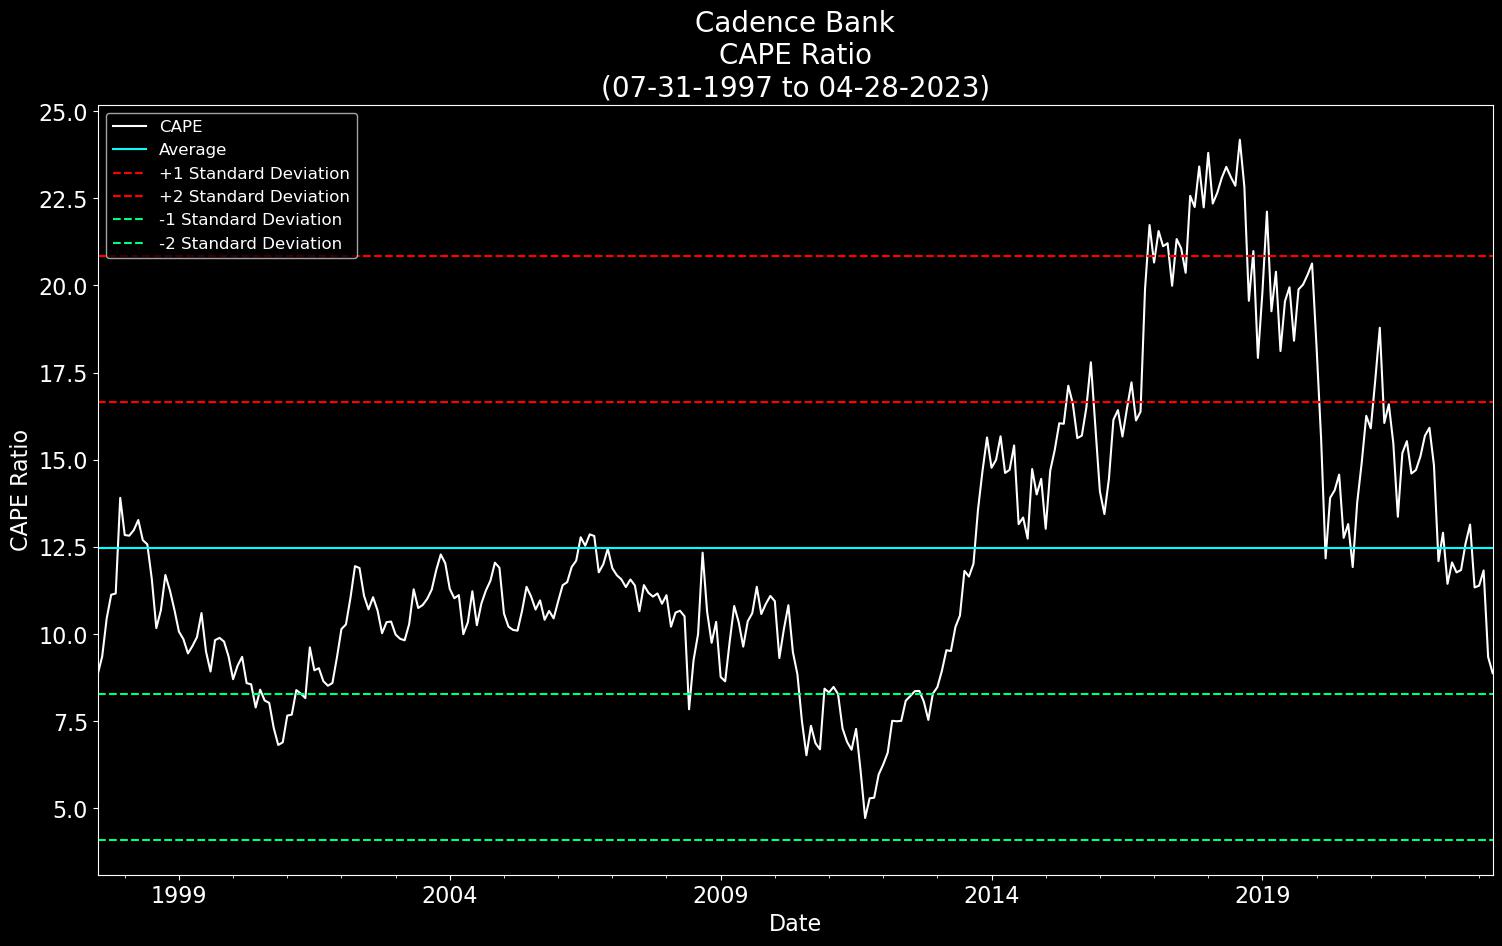 Cadence Bank
CAPE Ratio
(07-31-1997 to 04-28-2023)
CAPE
Average
+1 Standard Deviation
+2 Standard Deviation
-1 Standard Deviation
-2 Standard Deviation
CAPE Ratio
25.0
22.5
20.0
17.5
15.0
12.5
10.0
7.5
5.0
1999 2004 2009 2014 2019
Date